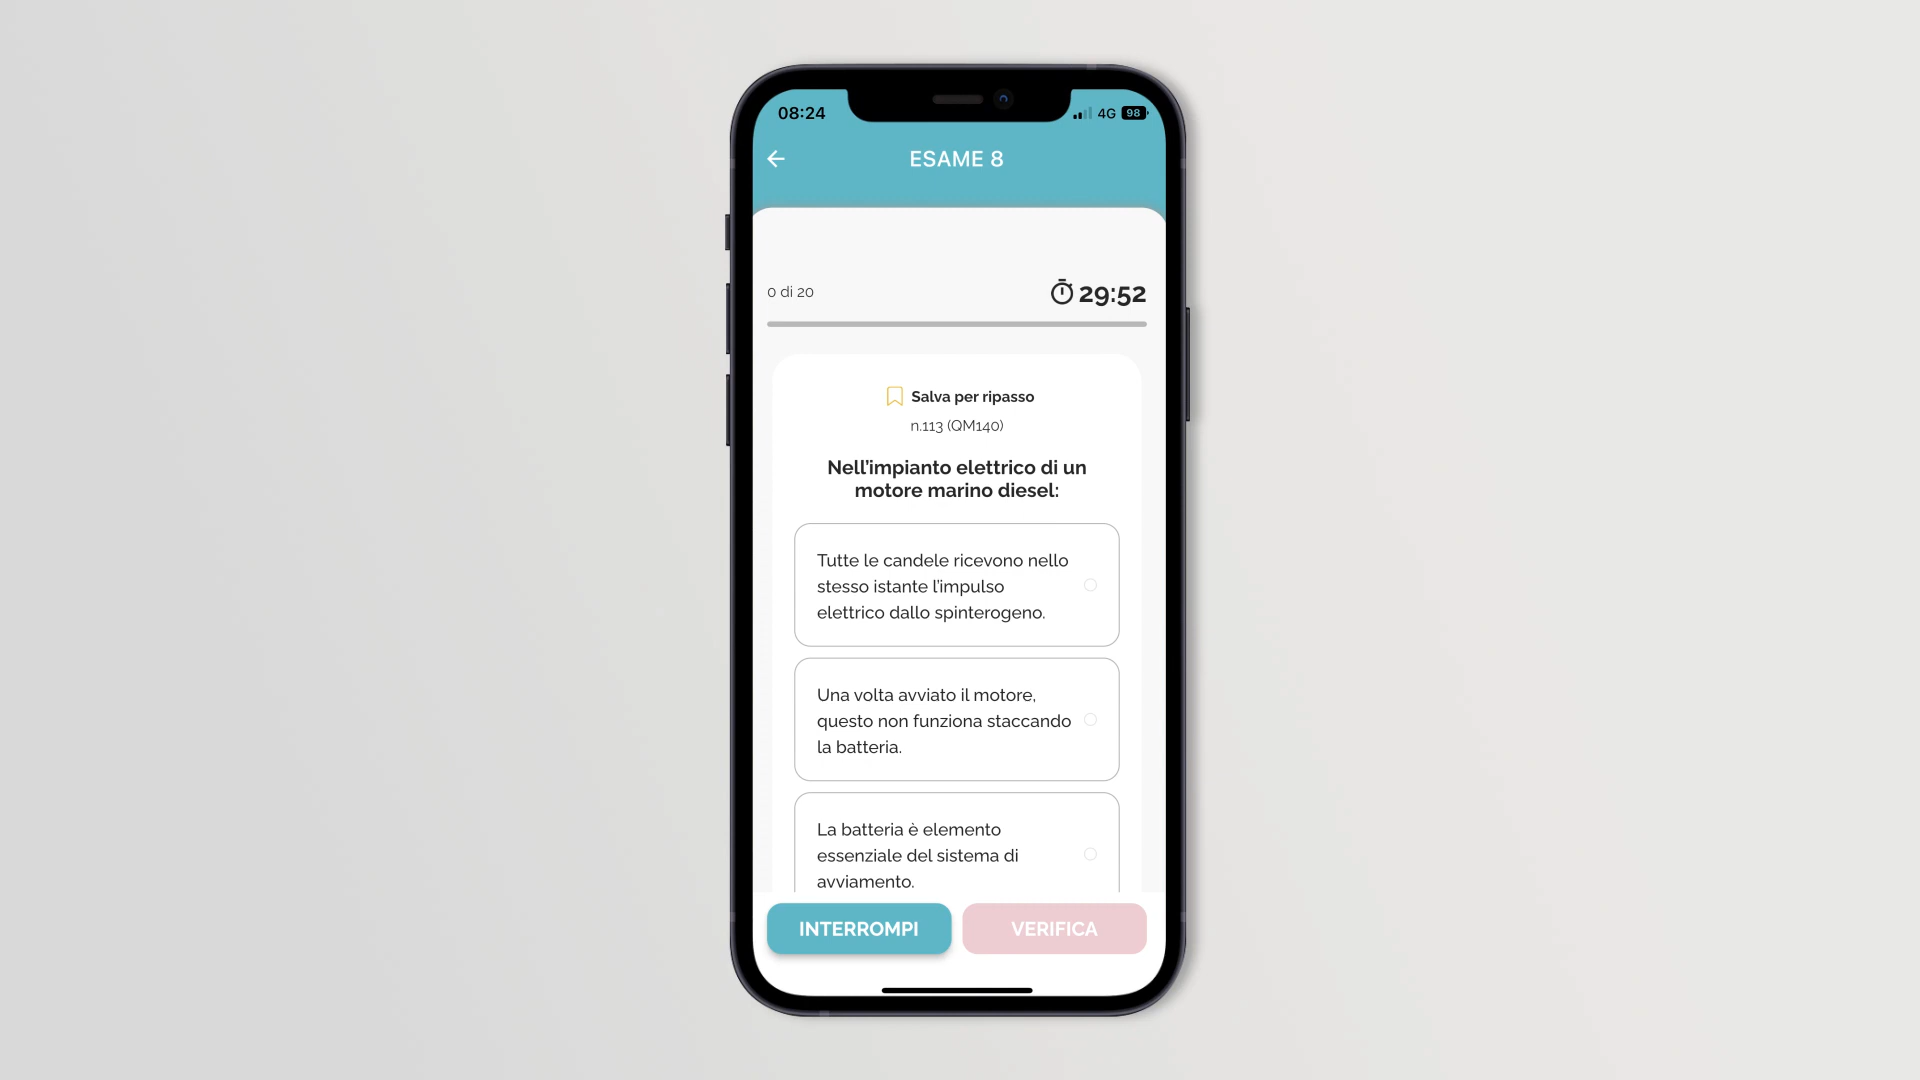 08:24
4G 98
ESAME 8
0 di 20
29:52
Salva per ripasso
n.113 (QM140)
Nell'impianto elettrico di un
motore marino diesel:
Tutte le candele ricevono nello
stesso istante l'impulso
elettrico dallo spinterogeno.
Una volta avviato il motore,
questo non funziona staccando
la batteria.
La batteria è elemento
essenziale del sistema di
avviamento.
INTERROMPI
VERIFICA